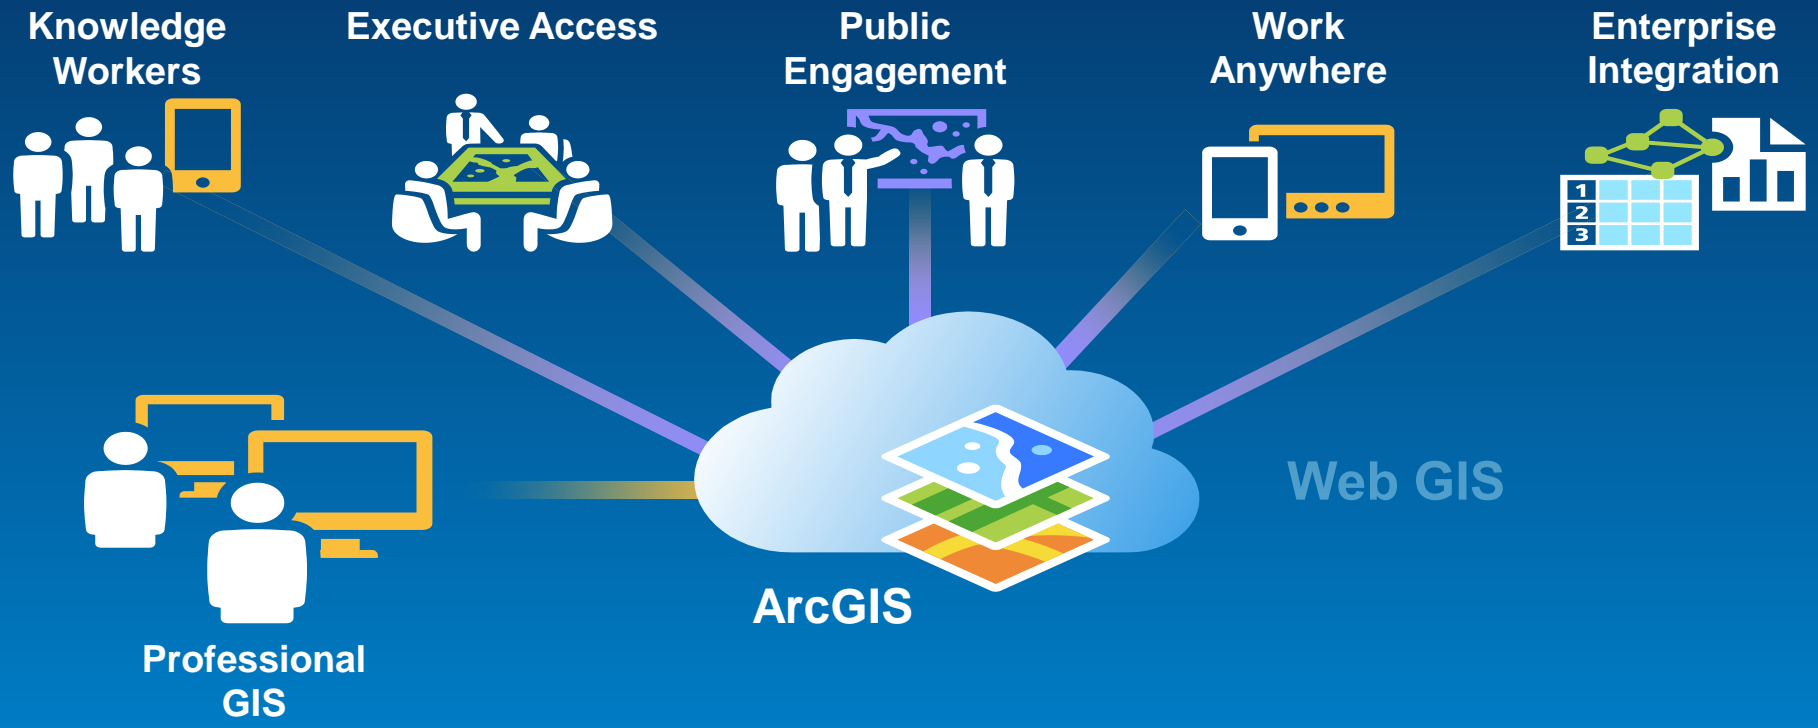 Knowledge
Workers
Executive Access
Public
Engagement
Work
Anywhere
Enterprise
Integration
1
2
3
Web GIS
ArcGIS
Professional
GIS